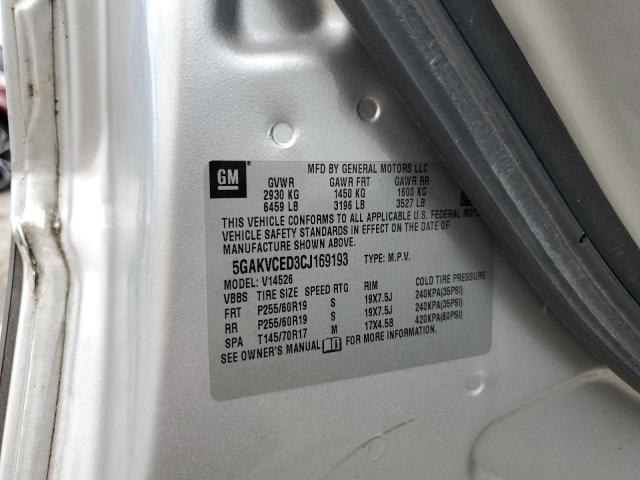 GM
MFD BY GENERAL MOTORS LLC
GVWR GAWR FRT GAWR RR
2930 KG 1450 KG 1600 KG
6459 LB 3196 LB 3527 LB
THIS VEHICLE CONFORMS TO ALL APPLICABLE U.S. FEDERAL
VEHICLE SAFETY STANDARDS IN EFFECT ON THE DATE OF
MANUFACTURE SHOWN ABOVE.
5GAKVCED3CJ169193 TYPE: M.P.V.
MODEL: V14526
VBBS TIRE SIZE SPEED RTG RIM COLD TIRE PRESSURE
FRT P255/60R19 S 19X7.5J 240KPA(35PSI)
RR P255/60R19 S 19X7.5J 240KPA(35PSI)
SPA T145/70R17 M 17X4.5B 420KPA(60PSI)
SEE OWNER'S MANUAL FOR MORE INFORMATION.